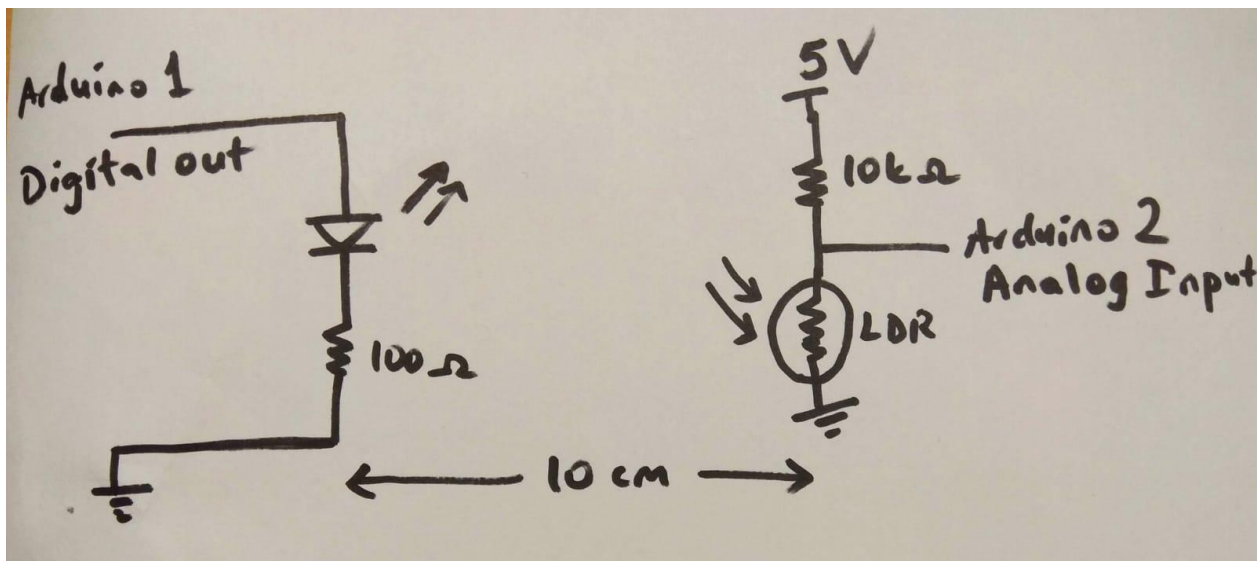 Arduino 1
Digital out
100Ω
5V
10kΩ
Arduino 2
Analog Input
LDR
10 cm